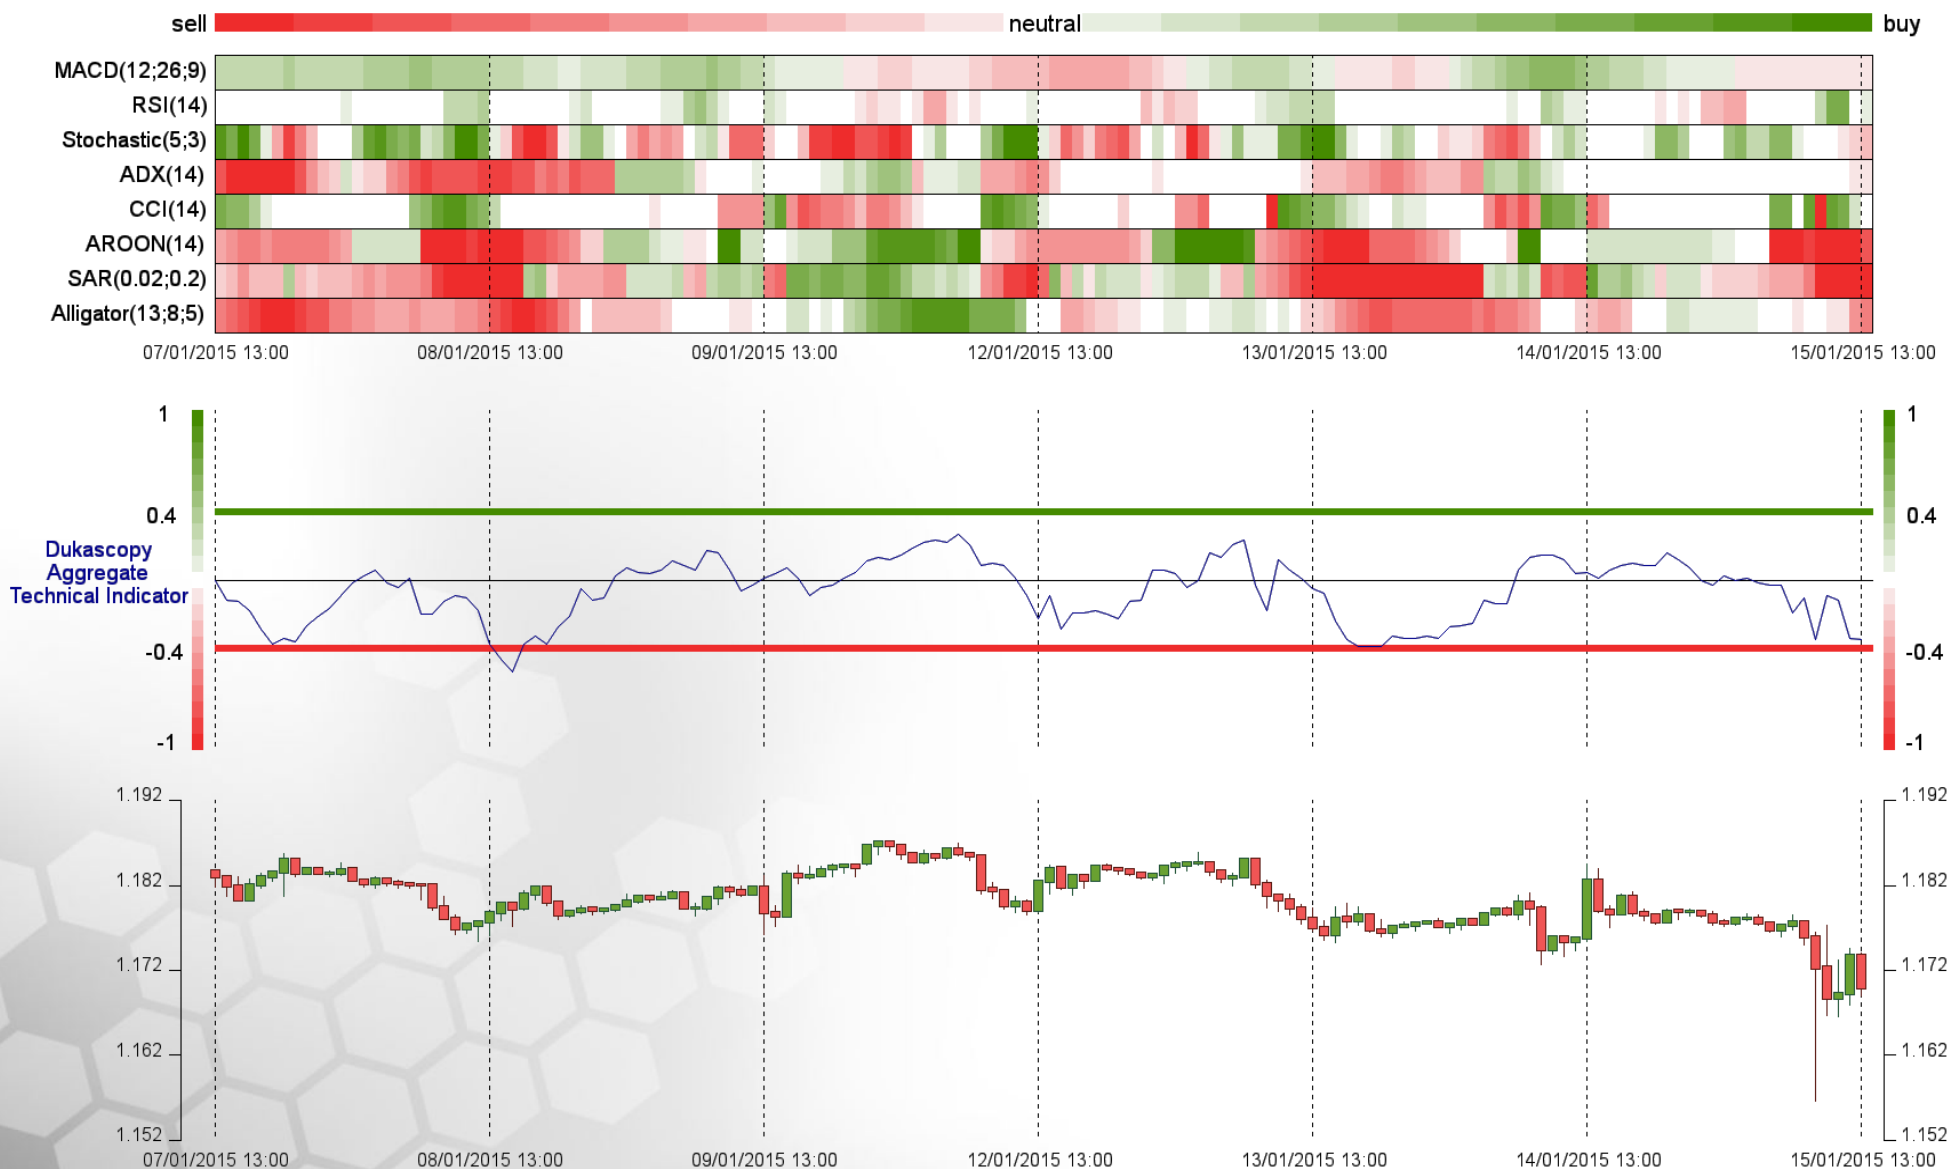 sell neutral buy
MACD(12;26;9)
RSI(14)
Stochastic(5;3)
ADX(14)
CCI(14)
AROON(14)
SAR(0.02;0.2)
Alligator(13;8;5)
07/01/2015 13:00 08/01/2015 13:00 09/01/2015 13:00 12/01/2015 13:00 13/01/2015 13:00 14/01/2015 13:00 15/01/2015 13:00
1 1
0.4 0.4
Dukascopy
Aggregate
Technical Indicator
-0.4 -0.4
-1 -1
1.192 1.192
1.182 1.182
1.172 1.172
1.162 1.162
1.152 1.152
07/01/2015 13:00 08/01/2015 13:00 09/01/2015 13:00 12/01/2015 13:00 13/01/2015 13:00 14/01/2015 13:00 15/01/2015 13:00